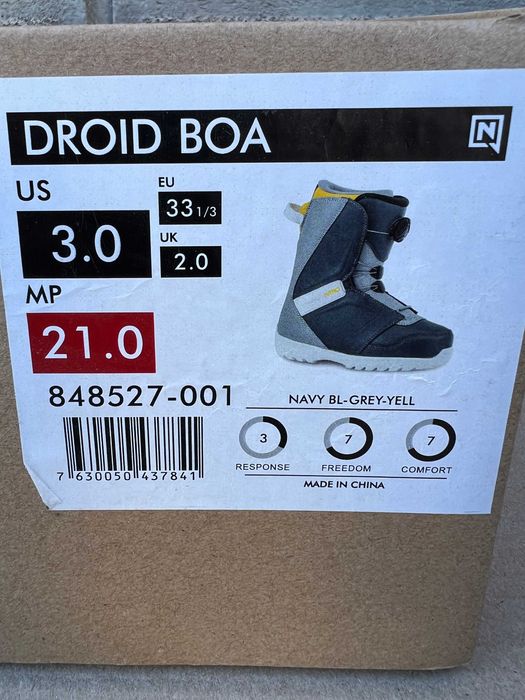 DROID BOA
N
US
3.0
EU
33 1/3
UK
2.0
MP
21.0
848527-001
7 630050 437841
NITRO
NAVY BL-GREY-YELL
3
7
7
RESPONSE
FREEDOM
COMFORT
MADE IN CHINA